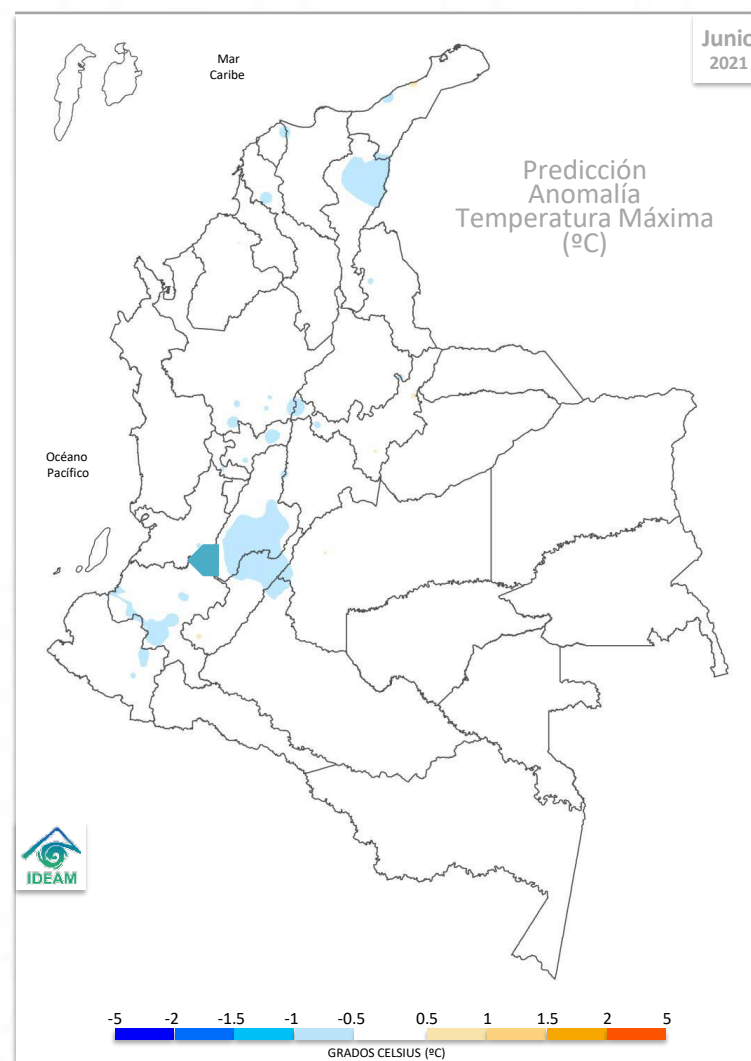 Junio
2021
Mar
Caribe
Predicción
Anomalía
Temperatura Máxima
(ºC)
Océano
Pacífico
IDEAM
-5 -2 -1.5 -1 -0.5 0.5 1 1.5 2 5
GRADOS CELSIUS (ºC)